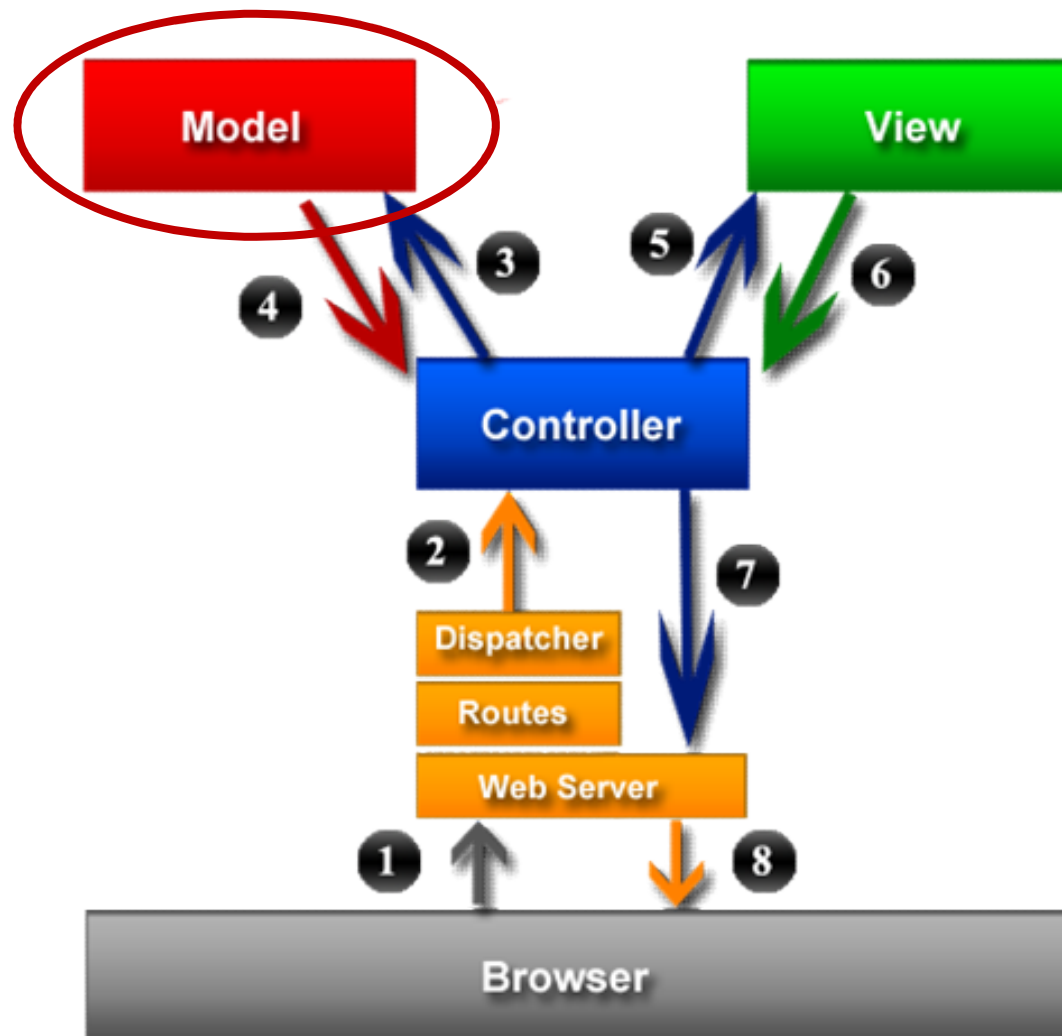 Model
View
3
5
4
6
Controller
2
7
Dispatcher
Routes
Web Server
1
8
Browser